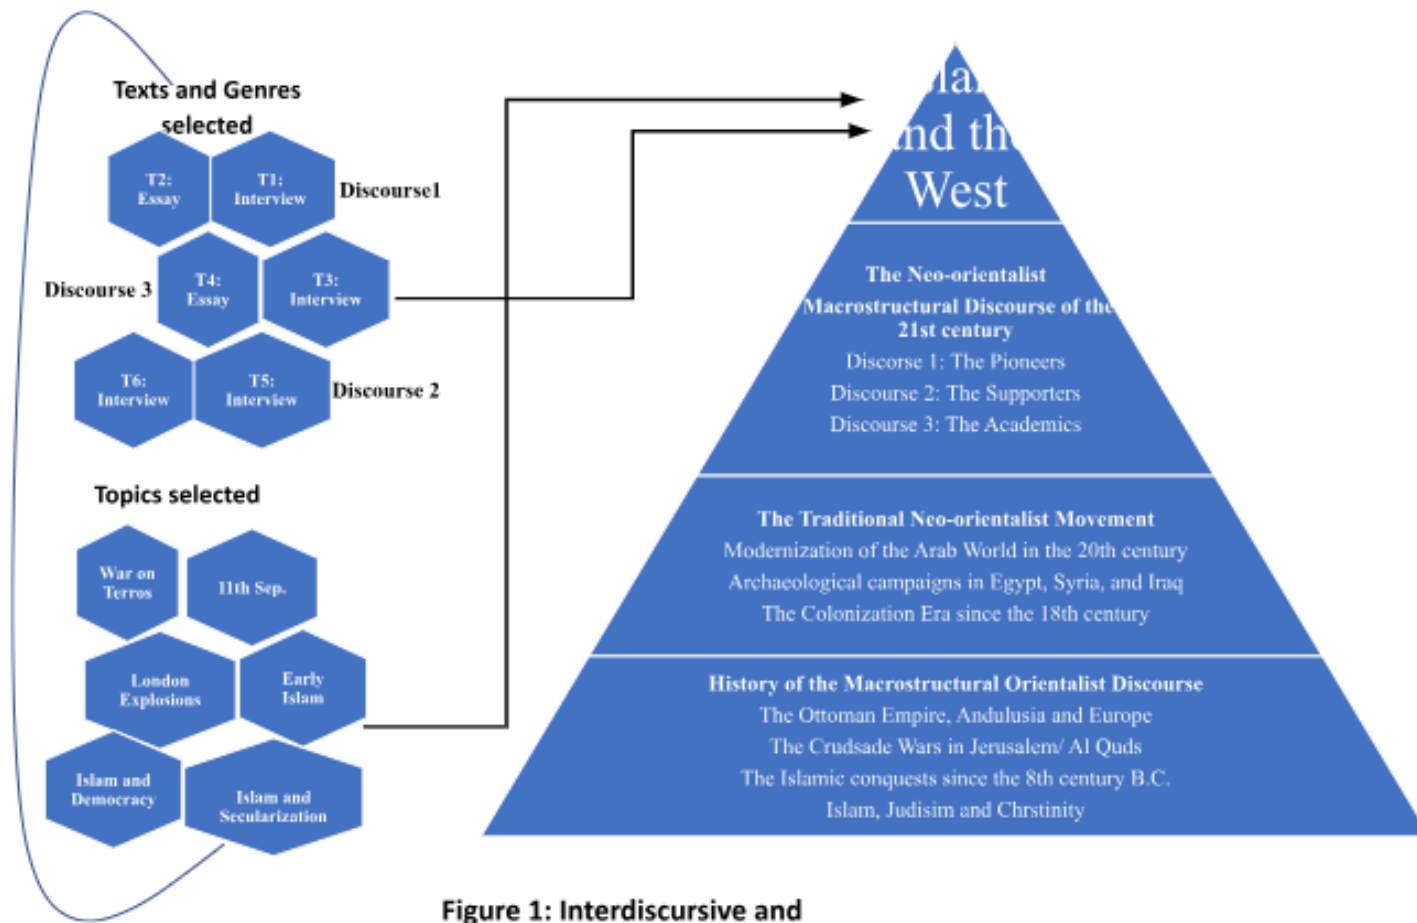 Texts and Genres
selected
T2:
Essay
T1:
Interview
Discourse1
Discourse 3
T4:
Essay
T3:
Interview
T6:
Interview
T5:
Interview
Discourse 2
Topics selected
War on
Terros
11th Sep.
London
Explosions
Early
Islam
Islam and
Democracy
Islam and
Secularization
and the
West
The Neo-orientalist
Macrostructural Discourse of the
21st century
Discorse 1: The Pioneers
Discourse 2: The Supporters
Discourse 3: The Academics
The Traditional Neo-orientalist Movement
Modernization of the Arab World in the 20th century
Archaeological campaigns in Egypt, Syria, and Iraq
The Colonization Era since the 18th century
History of the Macrostructural Orientalist Discourse
The Ottoman Empire, Andulusia and Europe
The Crudsade Wars in Jerusalem/ Al Quds
The Islamic conquests since the 8th century B.C.
Islam, Judisim and Chrstinity
Figure 1: Interdiscursive and